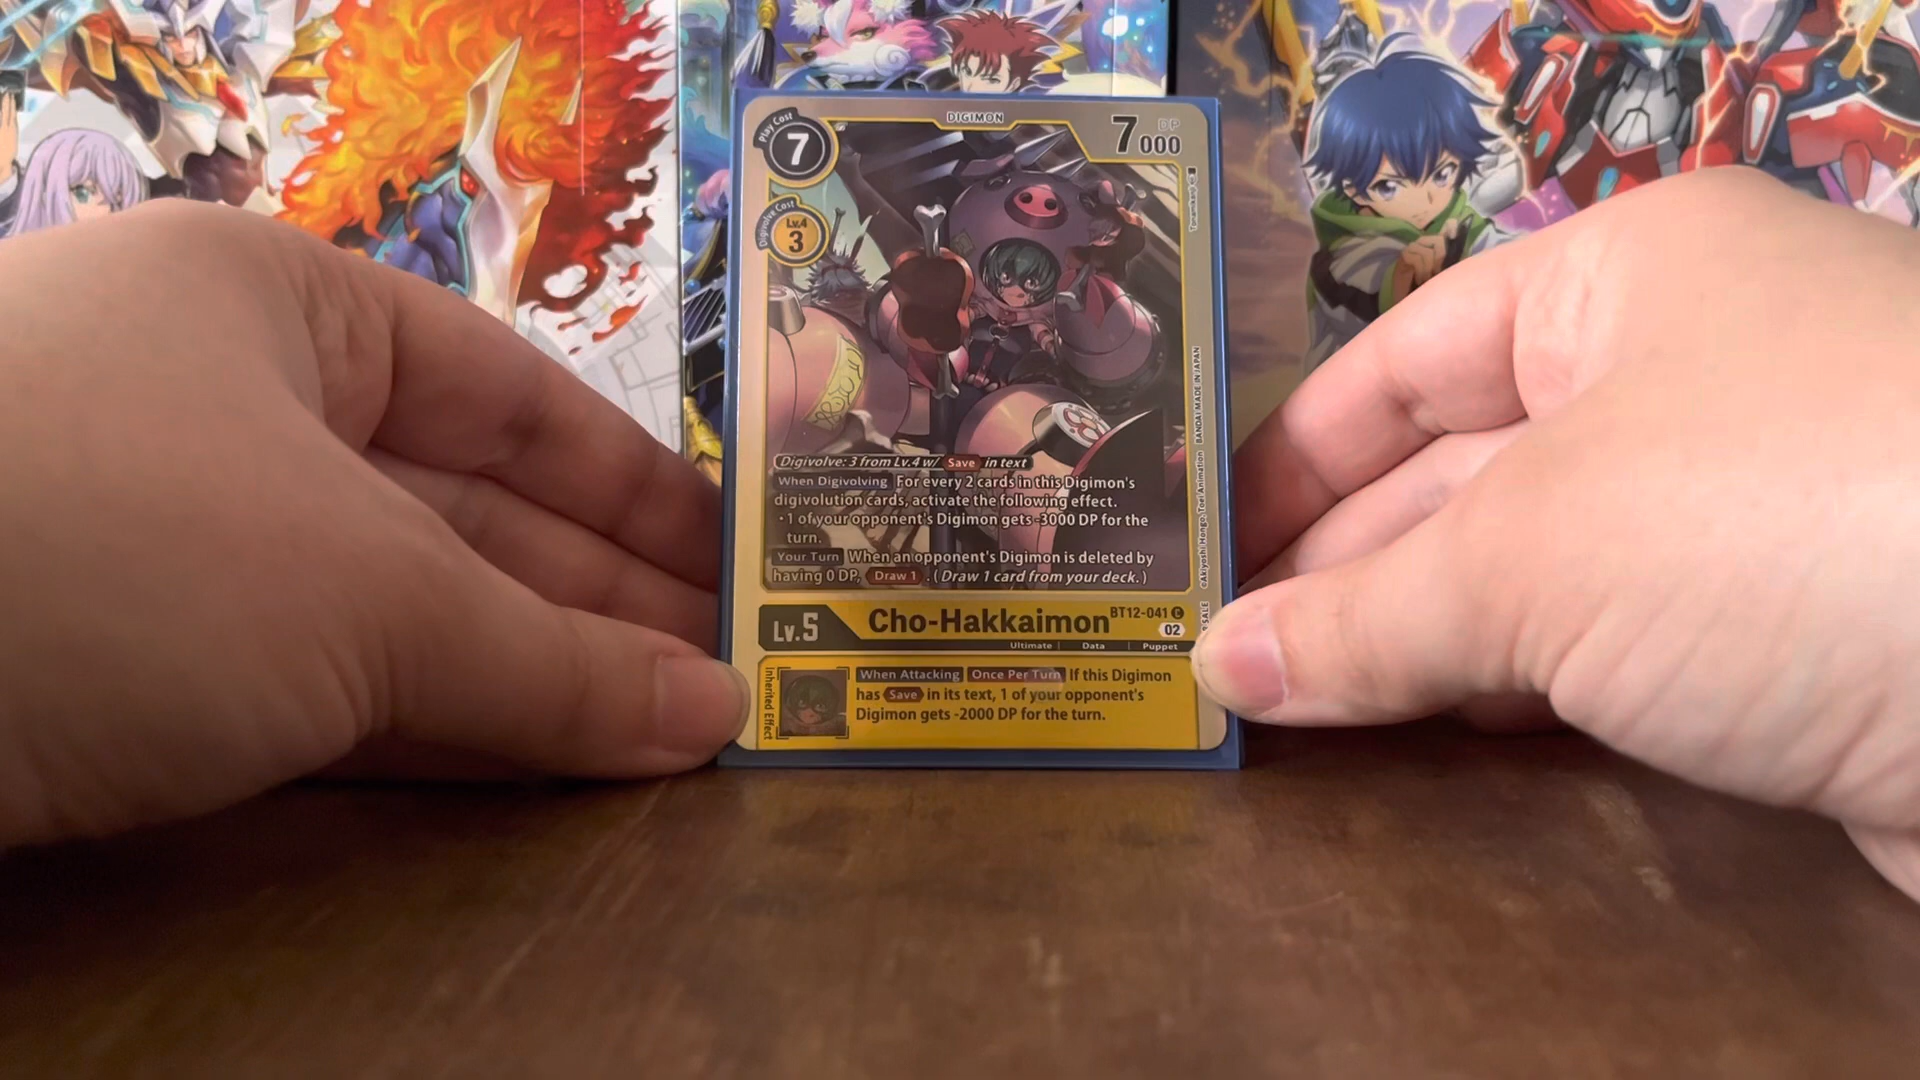 DIGIMON
Play Cost
7
DP
7000
Digivolve Cost
Lv.4
3
Digivolve: 3 from Lv.4 w/ Save in text
When Digivolving For every 2 cards in this Digimon's
digivolution cards, activate the following effect.
・1 of your opponent's Digimon gets -3000 DP for the
turn.
Your Turn When an opponent's Digimon is deleted by
having 0 DP, Draw 1 . (Draw 1 card from your deck.)
©Akiyoshi Hongo, Toei Animation BANDAI MADE IN JAPAN
Lv.5
Cho-Hakkaimon
BT12-041 C
02
Ultimate Data Puppet
Inherited Effect
When Attacking Once Per Turn If this Digimon
has Save in its text, 1 of your opponent's
Digimon gets -2000 DP for the turn.